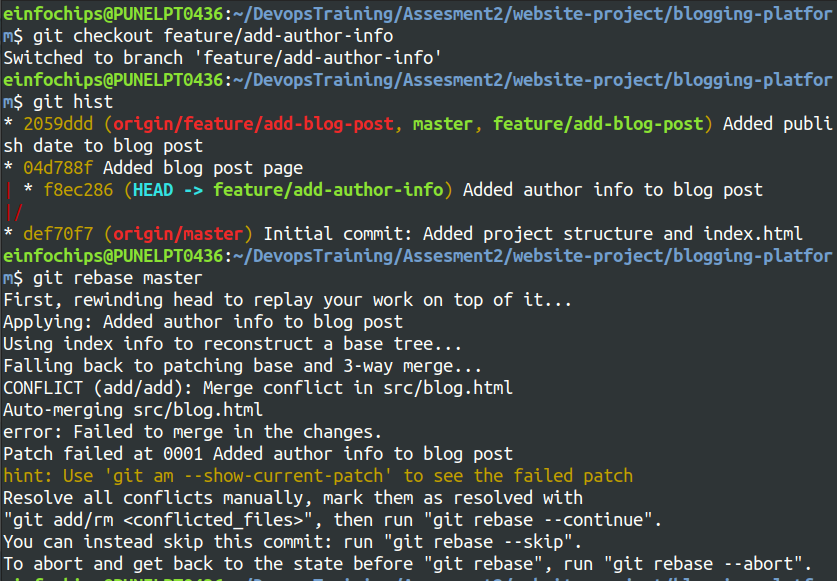 einfochips@PUNELPT0436:~/DevopsTraining/Assesment2/website-project/blogging-platfor
m$ git checkout feature/add-author-info
Switched to branch 'feature/add-author-info'
einfochips@PUNELPT0436:~/DevopsTraining/Assesment2/website-project/blogging-platfor
m$ git hist
* 2059ddd (origin/feature/add-blog-post, master, feature/add-blog-post) Added publi
sh date to blog post
* 04d788f Added blog post page
| * f8ec286 (HEAD -> feature/add-author-info) Added author info to blog post
|/
* def70f7 (origin/master) Initial commit: Added project structure and index.html
einfochips@PUNELPT0436:~/DevopsTraining/Assesment2/website-project/blogging-platfor
m$ git rebase master
First, rewinding head to replay your work on top of it...
Applying: Added author info to blog post
Using index info to reconstruct a base tree...
Falling back to patching base and 3-way merge...
CONFLICT (add/add): Merge conflict in src/blog.html
Auto-merging src/blog.html
error: Failed to merge in the changes.
Patch failed at 0001 Added author info to blog post
hint: Use 'git am --show-current-patch' to see the failed patch
Resolve all conflicts manually, mark them as resolved with
"git add/rm <conflicted_files>", then run "git rebase --continue".
You can instead skip this commit: run "git rebase --skip".
To abort and get back to the state before "git rebase", run "git rebase --abort".
einfochips@PUNELPT0436:~/DevopsTraining/Assesment2/website-project/blogging-platfor